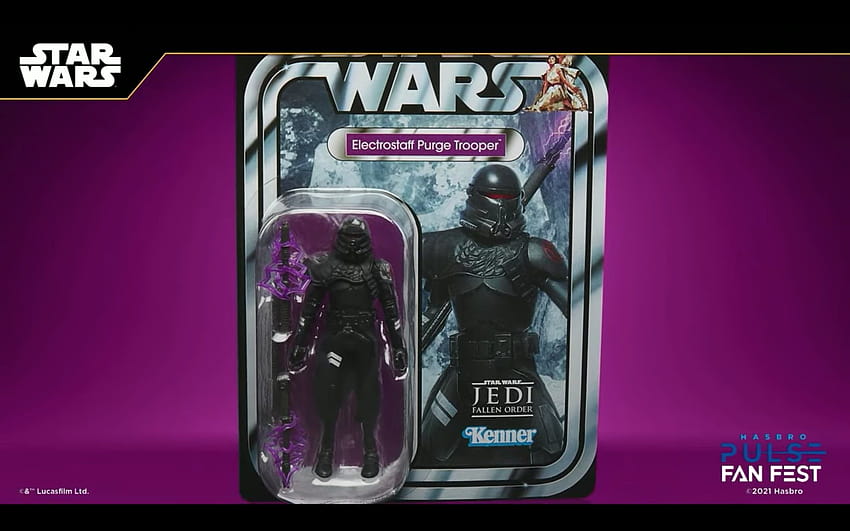 STAR
WARS
WARS
Electrostaff Purge Trooper™
STAR WARS
JEDI
FALLEN ORDER
Kenner
HASBRO
PULSE
FAN FEST
©2021 Hasbro
©&™ Lucasfilm Ltd.